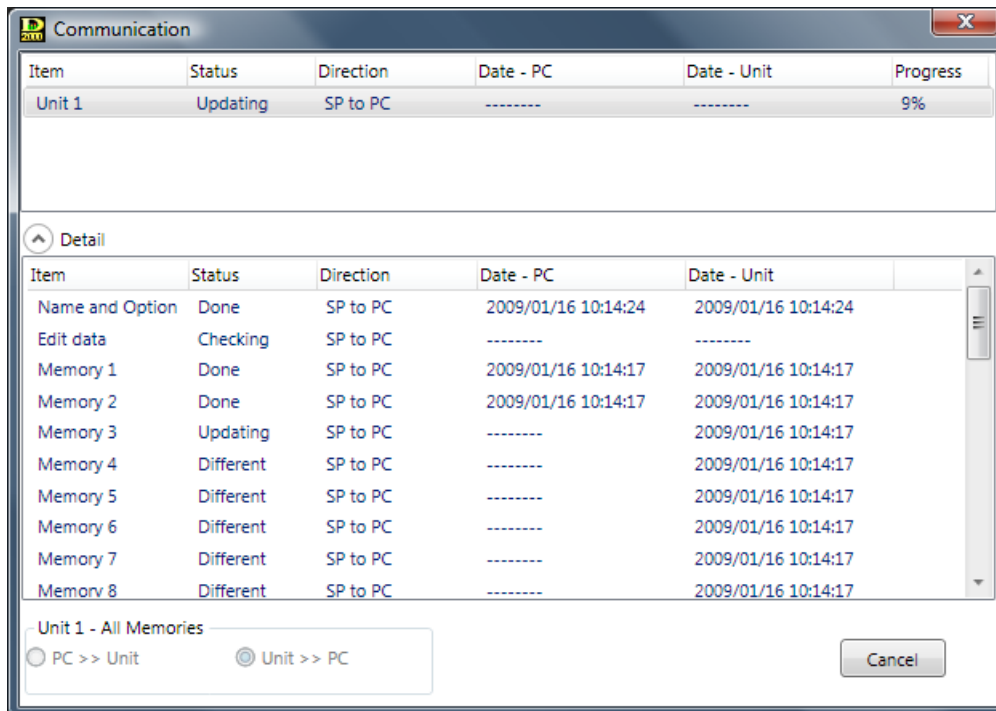 Communication
Item Status Direction Date - PC Date - Unit Progress
Unit 1 Updating SP to PC -------- -------- 9%
Detail
Item Status Direction Date - PC Date - Unit
Name and Option Done SP to PC 2009/01/16 10:14:24 2009/01/16 10:14:24
Edit data Checking SP to PC -------- --------
Memory 1 Done SP to PC 2009/01/16 10:14:17 2009/01/16 10:14:17
Memory 2 Done SP to PC 2009/01/16 10:14:17 2009/01/16 10:14:17
Memory 3 Updating SP to PC -------- 2009/01/16 10:14:17
Memory 4 Different SP to PC -------- 2009/01/16 10:14:17
Memory 5 Different SP to PC -------- 2009/01/16 10:14:17
Memory 6 Different SP to PC -------- 2009/01/16 10:14:17
Memory 7 Different SP to PC -------- 2009/01/16 10:14:17
Memory 8 Different SP to PC -------- 2009/01/16 10:14:17
Unit 1 - All Memories
PC >> Unit Unit >> PC
Cancel